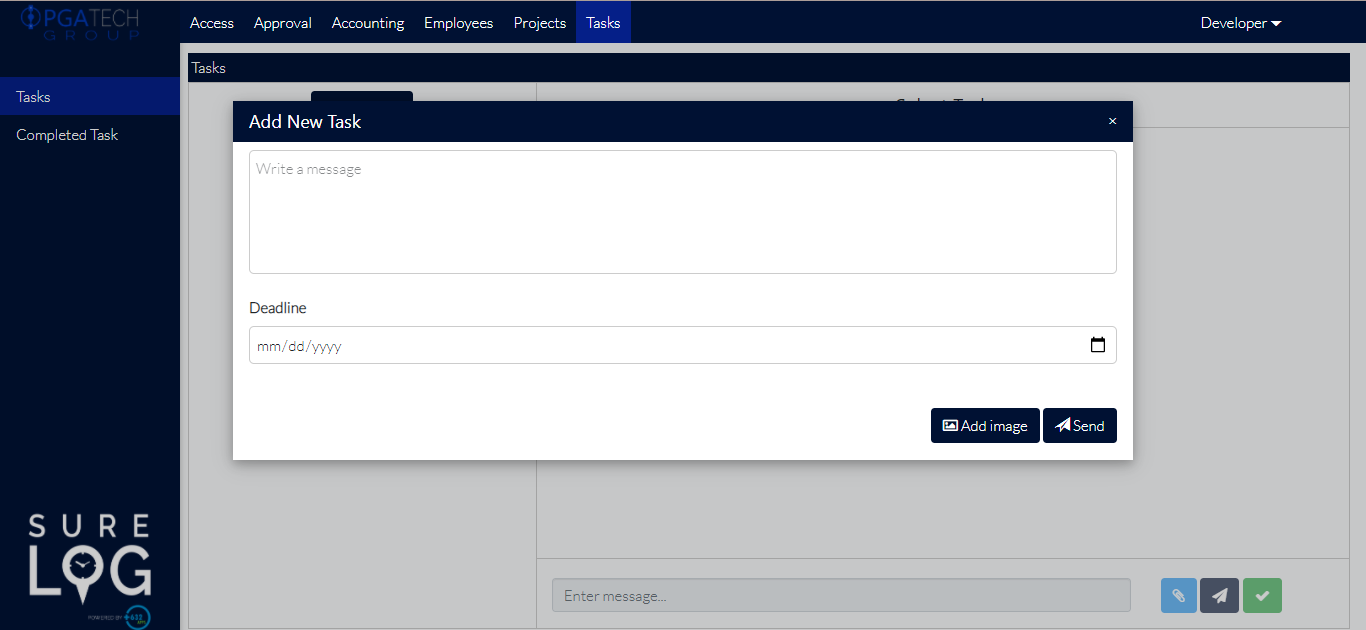 PGATECH
GROUP
Access Approval Accounting Employees Projects Tasks Developer
Tasks
Tasks
Completed Task
Add New Task ×
Write a message
Deadline
mm/dd/yyyy
Add image Send
Enter message...
SURE
LOG
POWERED BY